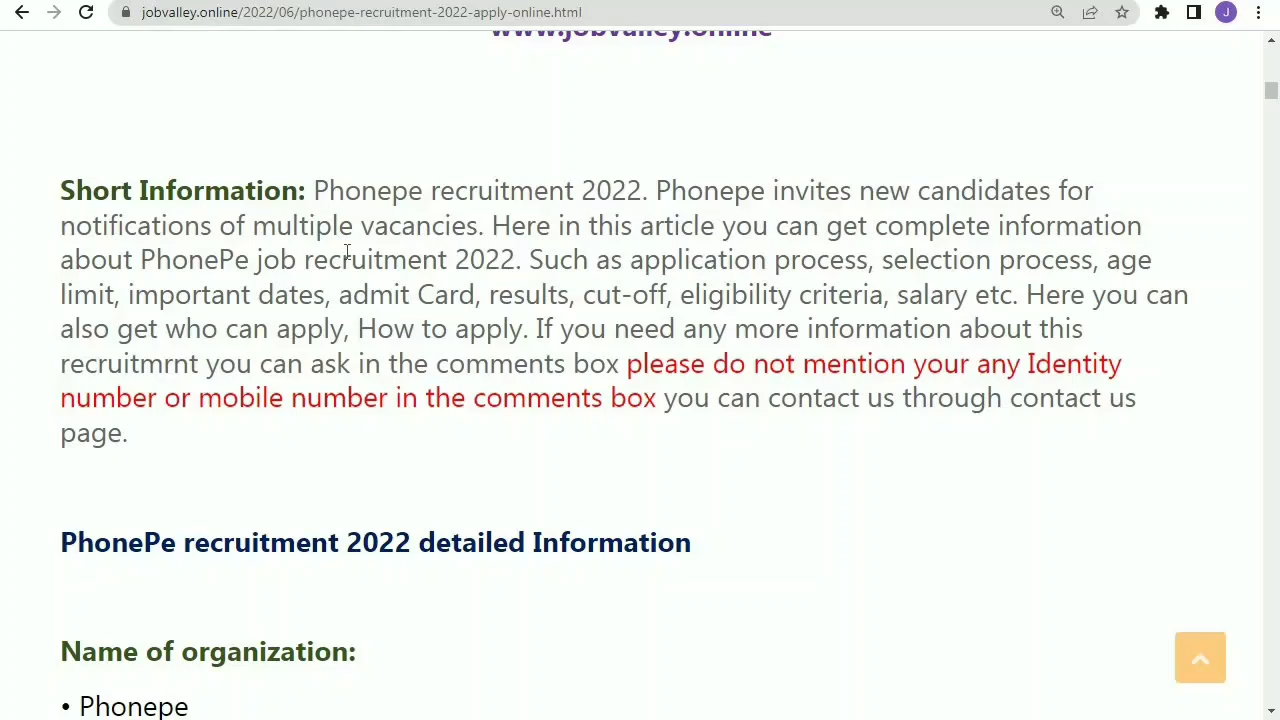 jobvalley.online/2022/06/phonepe-recruitment-2022-apply-online.html
J
www.jobvalley.online
Short Information: Phonepe recruitment 2022. Phonepe invites new candidates for
notifications of multiple vacancies. Here in this article you can get complete information
about PhonePe job recruitment 2022. Such as application process, selection process, age
limit, important dates, admit Card, results, cut-off, eligibility criteria, salary etc. Here you can
also get who can apply, How to apply. If you need any more information about this
recruitmrnt you can ask in the comments box please do not mention your any Identity
number or mobile number in the comments box you can contact us through contact us
page.
PhonePe recruitment 2022 detailed Information
Name of organization:
• Phonepe